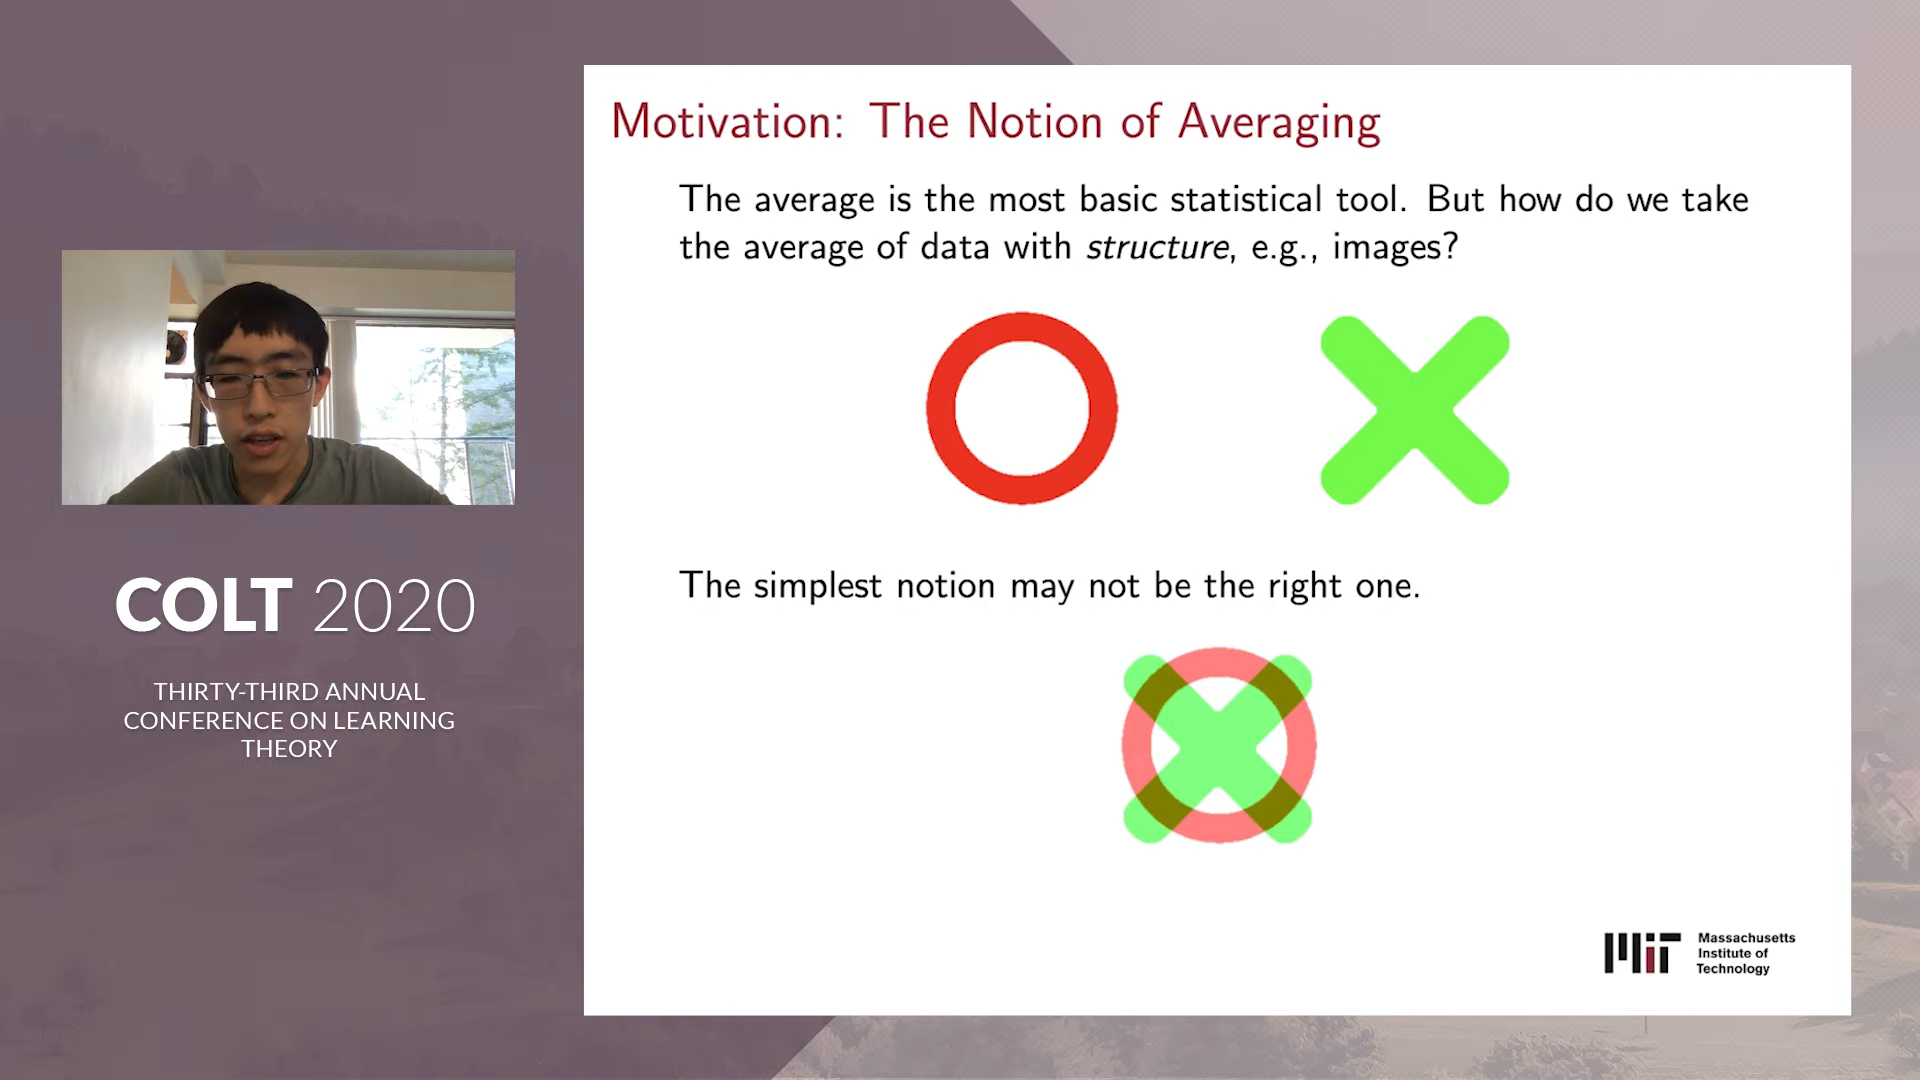 Motivation: The Notion of Averaging
The average is the most basic statistical tool. But how do we take
the average of data with structure, e.g., images?
The simplest notion may not be the right one.
COLT 2020
THIRTY-THIRD ANNUAL
CONFERENCE ON LEARNING
THEORY
MiT
Massachusetts
Institute of
Technology